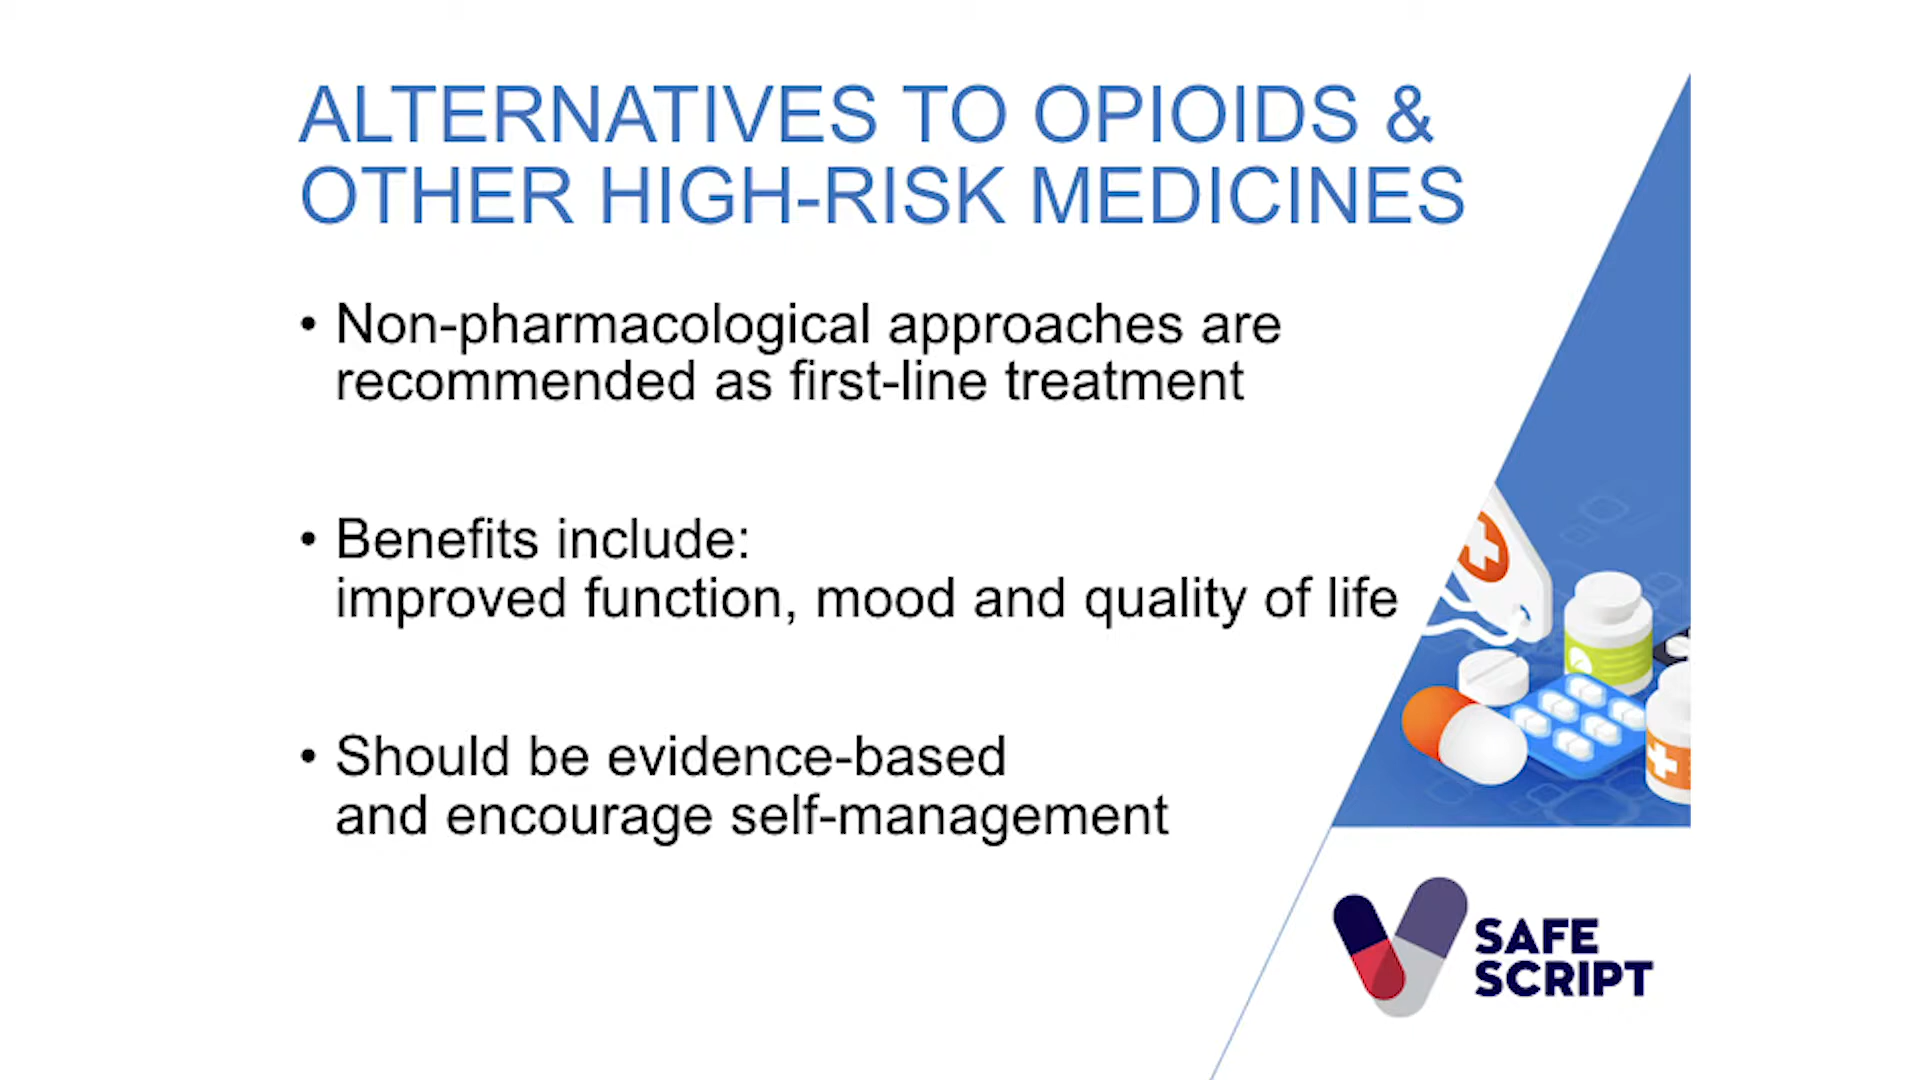 ALTERNATIVES TO OPIOIDS &
OTHER HIGH-RISK MEDICINES
• Non-pharmacological approaches are
recommended as first-line treatment
• Benefits include:
improved function, mood and quality of life
• Should be evidence-based
and encourage self-management
SAFE
SCRIPT